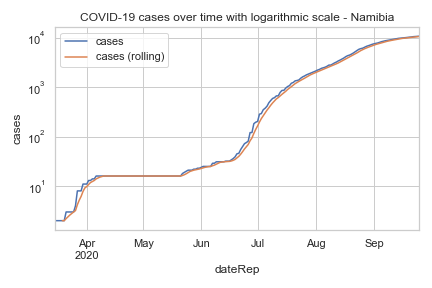 COVID-19 cases over time with logarithmic scale - Namibia
cases
cases (rolling)
10⁴
10³
10²
10¹
cases
Apr
2020
May
Jun
Jul
Aug
Sep
dateRep